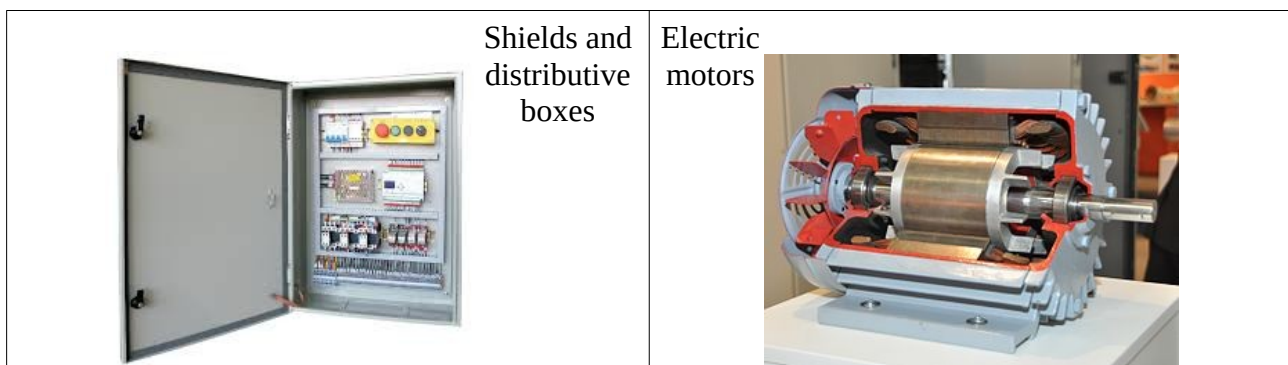 Shields and
distributive
boxes
Electric
motors